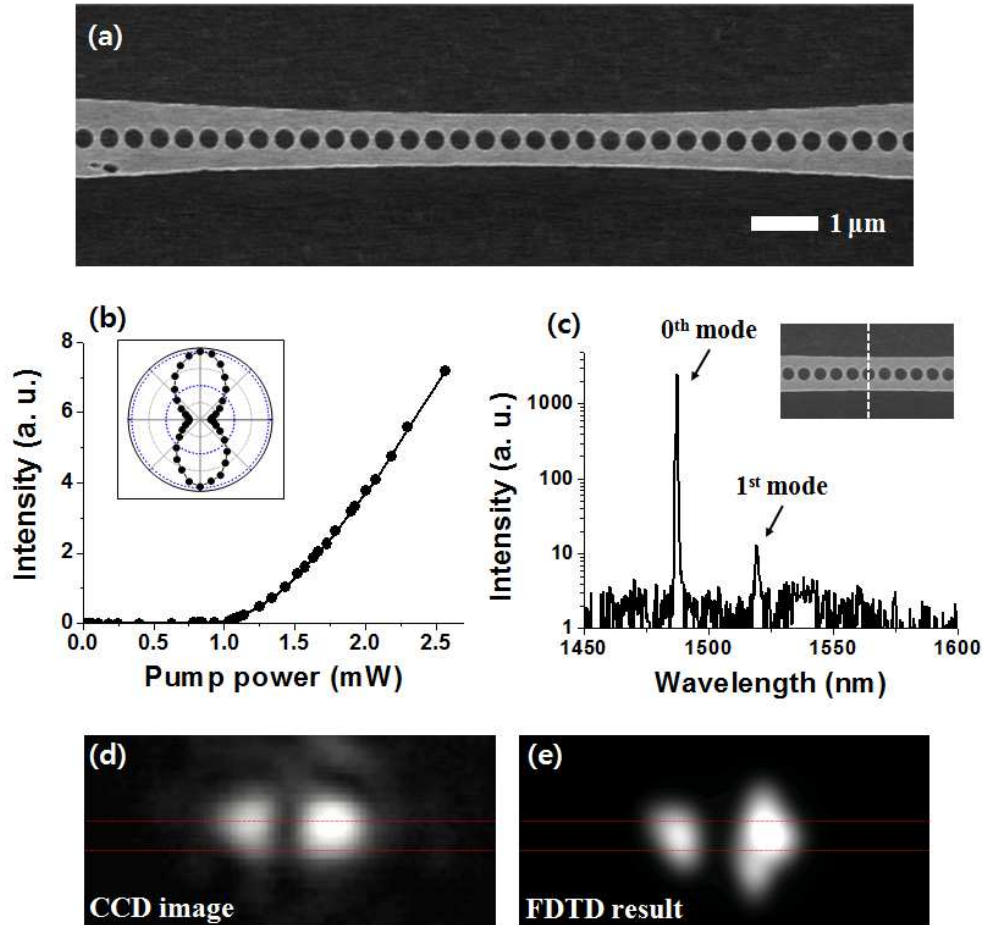 (a)
1 μm
(b)
8
6
4
2
0
0.0 0.5 1.0 1.5 2.0 2.5
Intensity (a. u.)
Pump power (mW)
(c)
0th mode
1st mode
1000
100
10
1
1450 1500 1550 1600
Intensity (a. u.)
Wavelength (nm)
(d)
CCD image
(e)
FDTD result